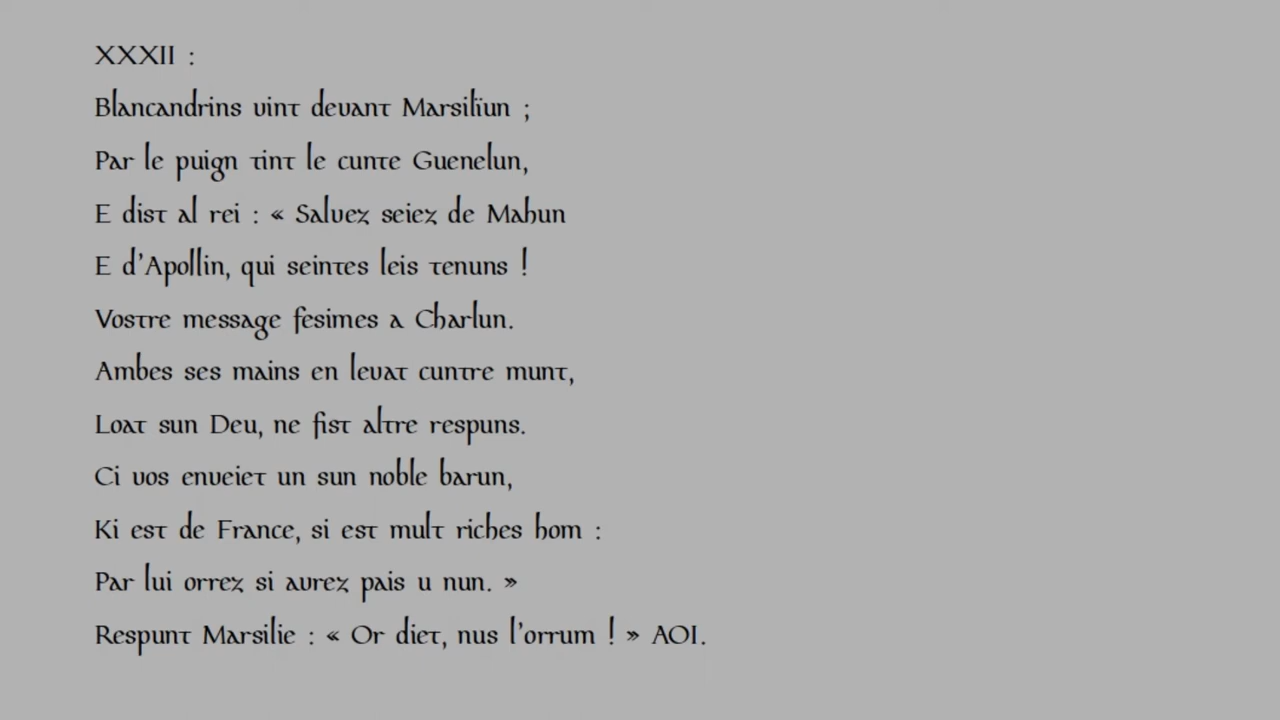 XXXII :
Blancandrins vint devant Marsilïun ;
Par le puign tint le cunte Guenelun,
E dist al rei : « Salvez seiez de Mahun
E d’Apollin, qui seintes leis tenuns !
Vostre message fesimes a Charlun.
Ambes ses mains en levat cuntre munt,
Loat sun Deu, ne fist altre respuns.
Ci vos enveiet un sun noble barun,
Ki est de France, si est mult riches hom :
Par lui orrez si avrez pais u nun. »
Respunt Marsilie : « Or diet, nus l’orrum ! » AOI.